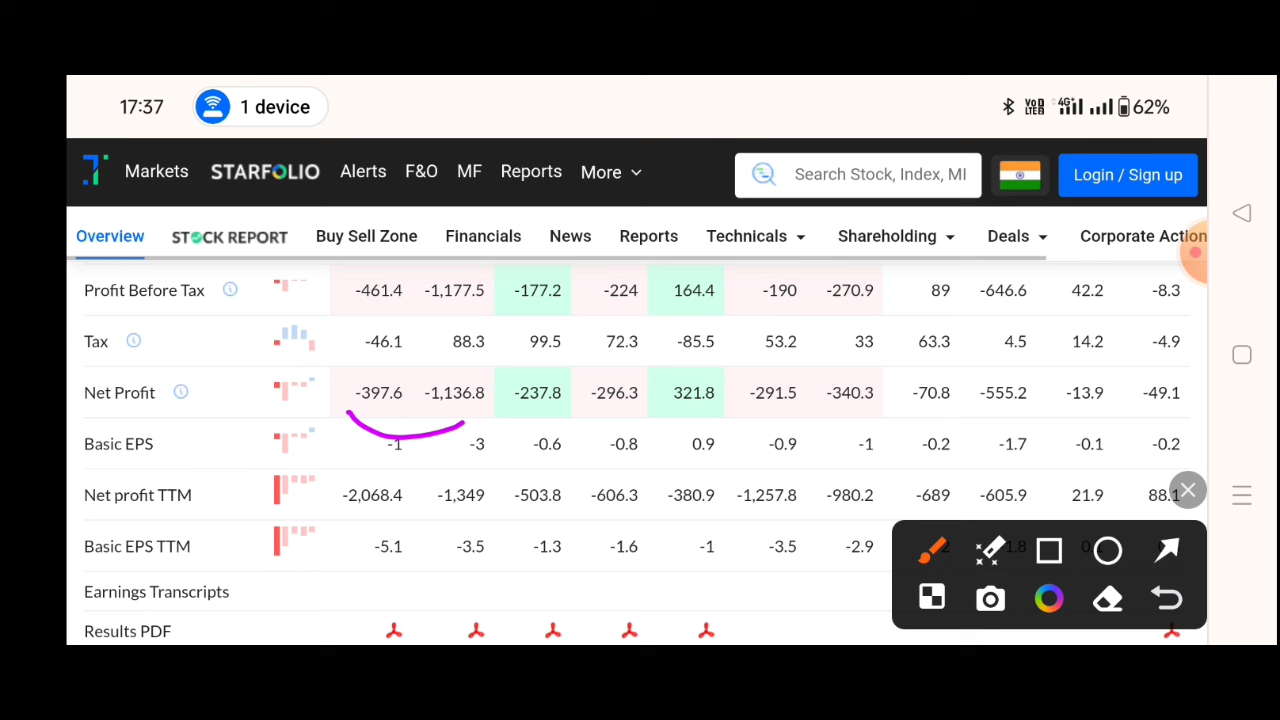 17:37 1 device VoD LTE2 4G+ 62%
Markets STARFOLIO Alerts F&O MF Reports More Search Stock, Index, MI Login / Sign up
Overview STOCK REPORT Buy Sell Zone Financials News Reports Technicals Shareholding Deals Corporate Action
Profit Before Tax -461.4 -1,177.5 -177.2 -224 164.4 -190 -270.9 89 -646.6 42.2 -8.3
Tax -46.1 88.3 99.5 72.3 -85.5 53.2 33 63.3 4.5 14.2 -4.9
Net Profit -397.6 -1,136.8 -237.8 -296.3 321.8 -291.5 -340.3 -70.8 -555.2 -13.9 -49.1
Basic EPS -1 -3 -0.6 -0.8 0.9 -0.9 -1 -0.2 -1.7 -0.1 -0.2
Net profit TTM -2,068.4 -1,349 -503.8 -606.3 -380.9 -1,257.8 -980.2 -689 -605.9 21.9 88.1
Basic EPS TTM -5.1 -3.5 -1.3 -1.6 -1 -3.5 -2.9
Earnings Transcripts
Results PDF